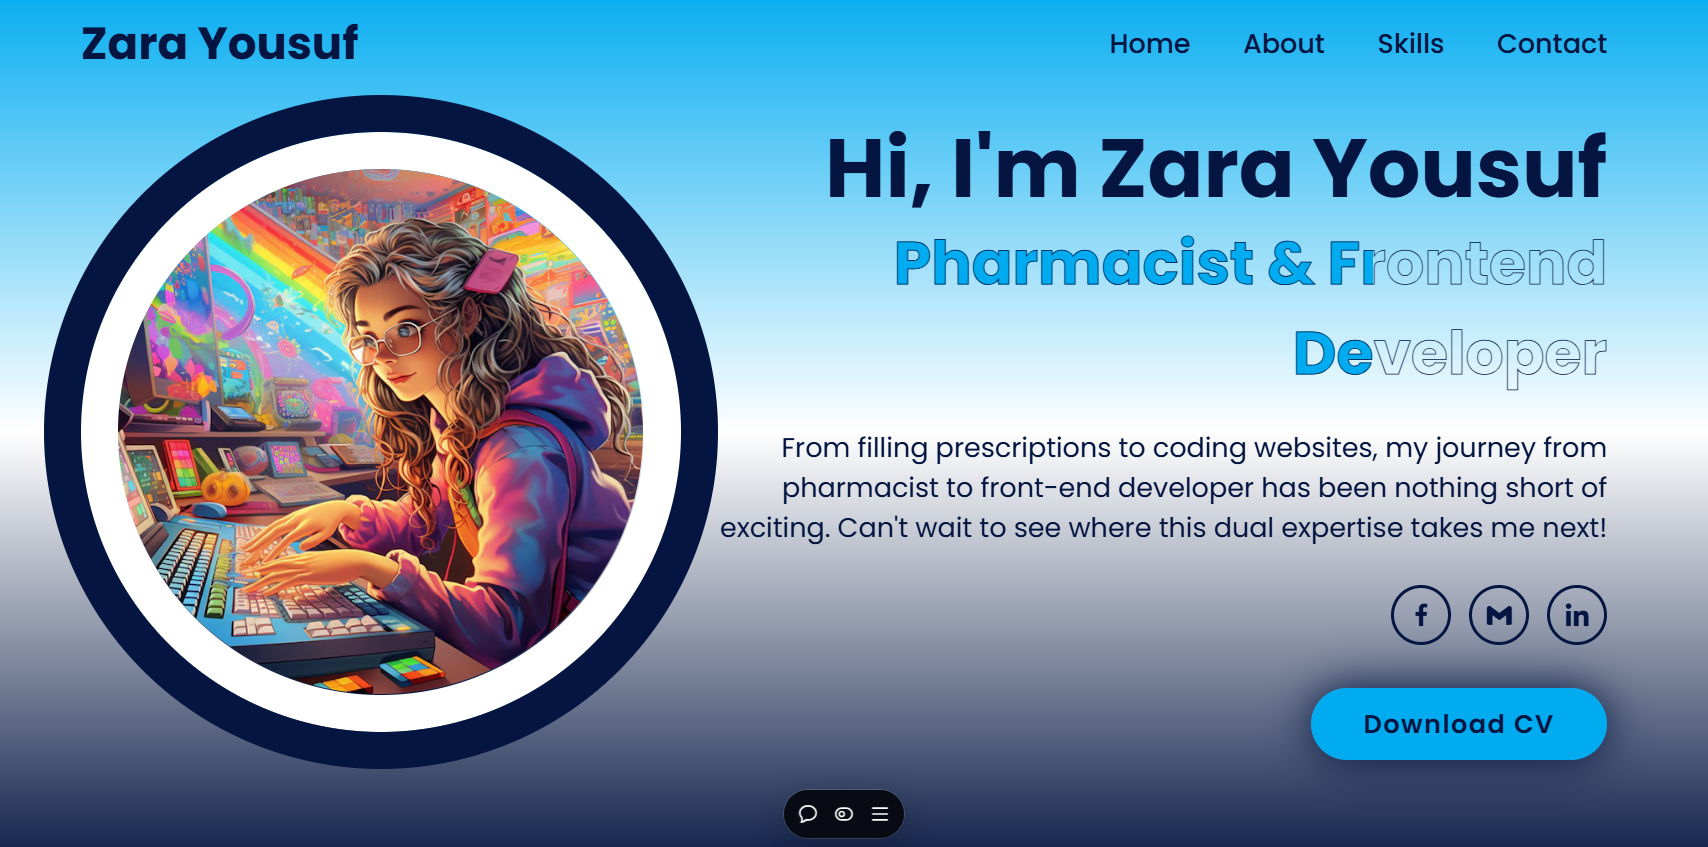 Zara Yousuf
Home About Skills Contact
Hi, I'm Zara Yousuf
Pharmacist & Frontend
Developer
From filling prescriptions to coding websites, my journey from
pharmacist to front-end developer has been nothing short of
exciting. Can't wait to see where this dual expertise takes me next!
Download CV